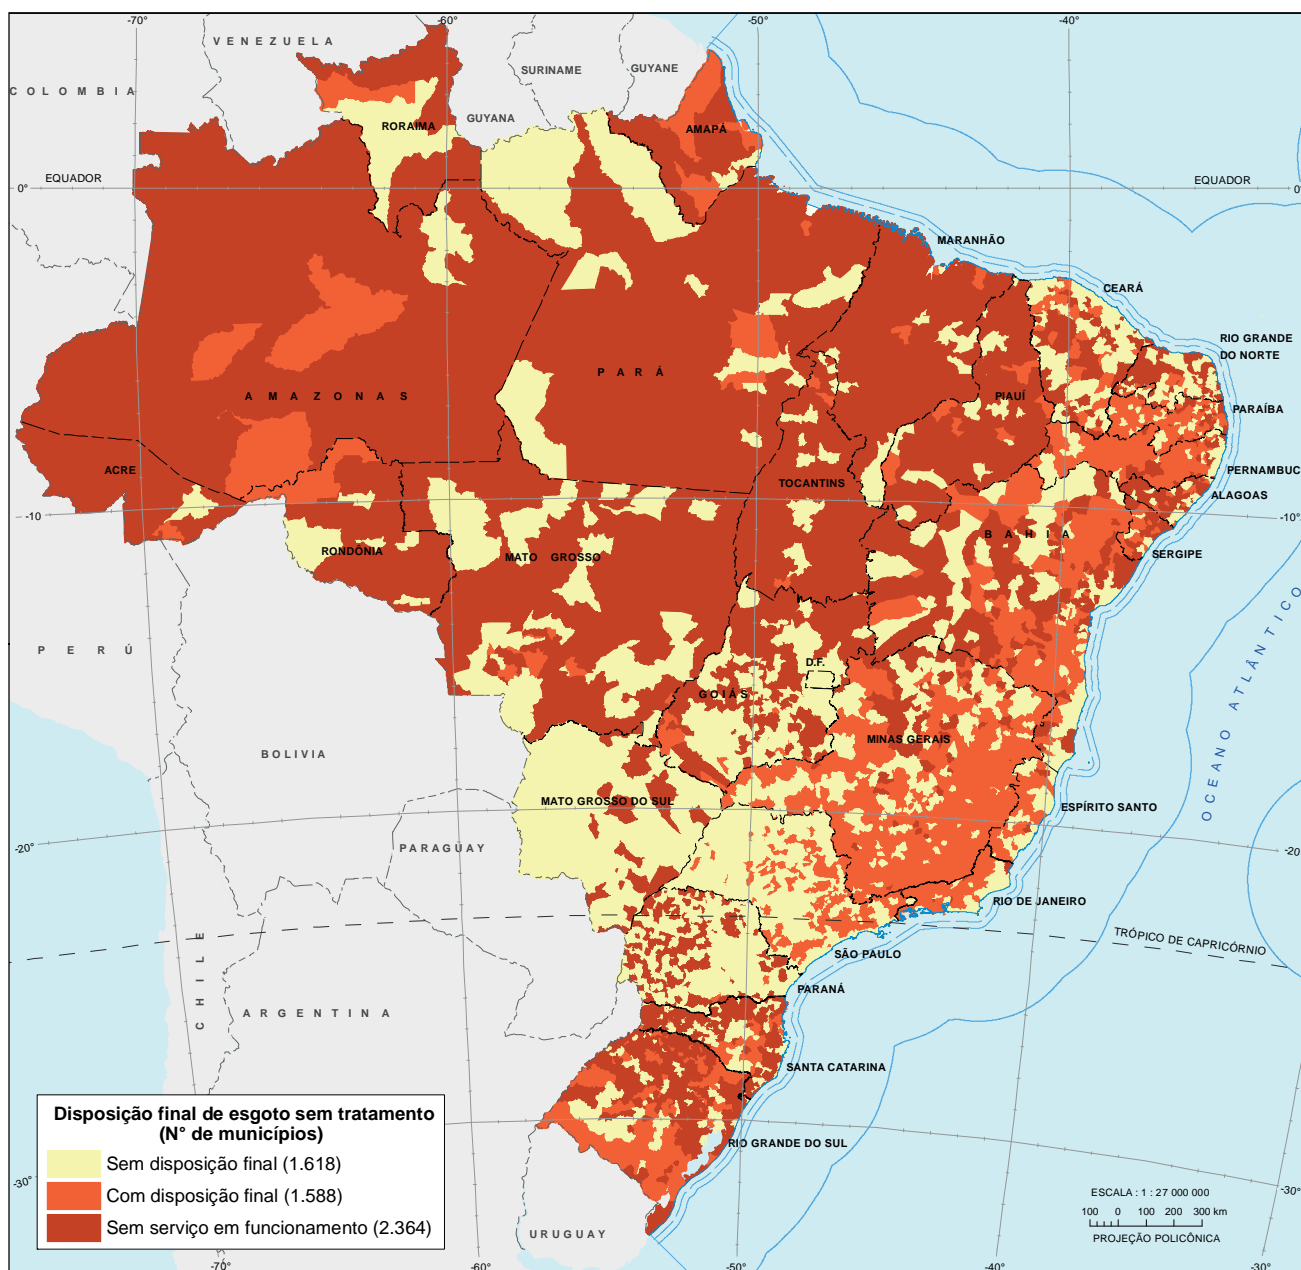 -70°
-60°
-50°
-40°
VENEZUELA
SURINAME
GUYANE
COLOMBIA
GUYANA
RORAIMA
AMAPÁ
EQUADOR
0°
EQUADOR
0°
MARANHÃO
CEARÁ
RIO GRANDE
DO NORTE
PARÁ
AMAZONAS
PIAUÍ
PARAÍBA
ACRE
TOCANTINS
PERNAMBUC
ALAGOAS
-10
-10°
BAHIA
RONDÔNIA
MATO GROSSO
SERGIPE
PERÚ
D.F.
GOIÁS
OCEANO ATLÂNTICO
MINAS GERAIS
BOLIVIA
MATO GROSSO DO SUL
ESPÍRITO SANTO
PARAGUAY
-20°
-20°
RIO DE JANEIRO
TRÓPICO DE CAPRICÓRNIO
SÃO PAULO
CHILE
PARANÁ
ARGENTINA
SANTA CATARINA
RIO GRANDE DO SUL
Disposição final de esgoto sem tratamento
(N° de municípios)
Sem disposição final (1.618)
Com disposição final (1.588)
Sem serviço em funcionamento (2.364)
-30°
-30°
URUGUAY
ESCALA : 1 : 27 000 000
100 0 100 200 300 km
PROJEÇÃO POLICÔNICA
-70°
-60°
-50°
-40°
-30°